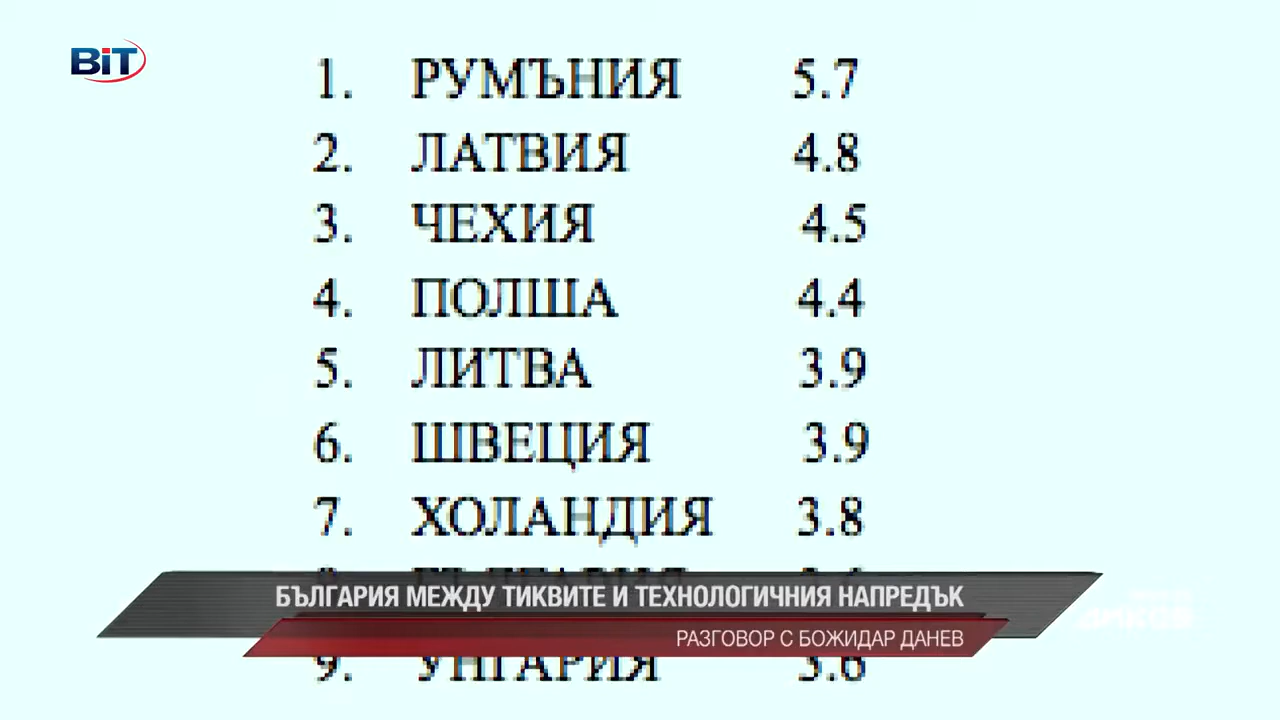 BiT
1. РУМЪНИЯ 5.7
2. ЛАТВИЯ 4.8
3. ЧЕХИЯ 4.5
4. ПОЛША 4.4
5. ЛИТВА 3.9
6. ШВЕЦИЯ 3.9
7. ХОЛАНДИЯ 3.8
БЪЛГАРИЯ МЕЖДУ ТИКВИТЕ И ТЕХНОЛОГИЧНИЯ НАПРЕДЪК
РАЗГОВОР С БОЖИДАР ДАНЕВ
9. УНГАРИЯ 3.6